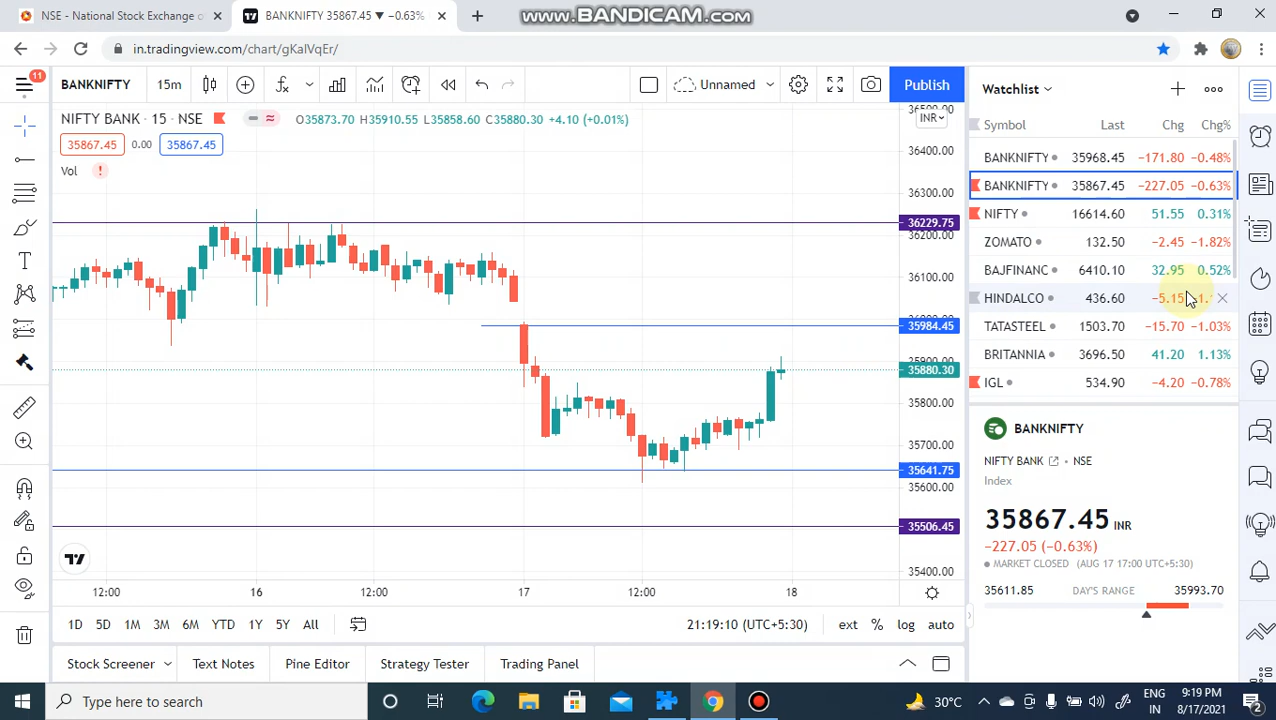 NSE - National Stock Exchange o
BANKNIFTY 35867.45 ▼ −0.63%
www.BANDICAM.com
in.tradingview.com/chart/gKaIVqEr/
11
BANKNIFTY
15m
Unnamed
Publish
NIFTY BANK · 15 · NSE
O35873.70 H35910.55 L35858.60 C35880.30 +4.10 (+0.01%)
35867.45 0.00 35867.45
Vol
INR
36500.00
36400.00
36300.00
36229.75
36200.00
36100.00
35984.45
35900.00
35880.30
35800.00
35700.00
35641.75
35600.00
35506.45
35400.00
12:00 16 12:00 17 12:00 18
1D 5D 1M 3M 6M YTD 1Y 5Y All
21:19:10 (UTC+5:30) ext % log auto
Stock Screener Text Notes Pine Editor Strategy Tester Trading Panel
Watchlist
Symbol Last Chg Chg%
BANKNIFTY 35968.45 −171.80 −0.48%
BANKNIFTY 35867.45 −227.05 −0.63%
NIFTY 16614.60 51.55 0.31%
ZOMATO 132.50 −2.45 −1.82%
BAJFINANC 6410.10 32.95 0.52%
HINDALCO 436.60 −5.15
TATASTEEL 1503.70 −15.70 −1.03%
BRITANNIA 3696.50 41.20 1.13%
IGL 534.90 −4.20 −0.78%
BANKNIFTY
NIFTY BANK · NSE
Index
35867.45 INR
−227.05 (−0.63%)
MARKET CLOSED (AUG 17 17:00 UTC+5:30)
35611.85 DAY'S RANGE 35993.70
Type here to search
30°C
ENG
IN
9:19 PM
8/17/2021
2